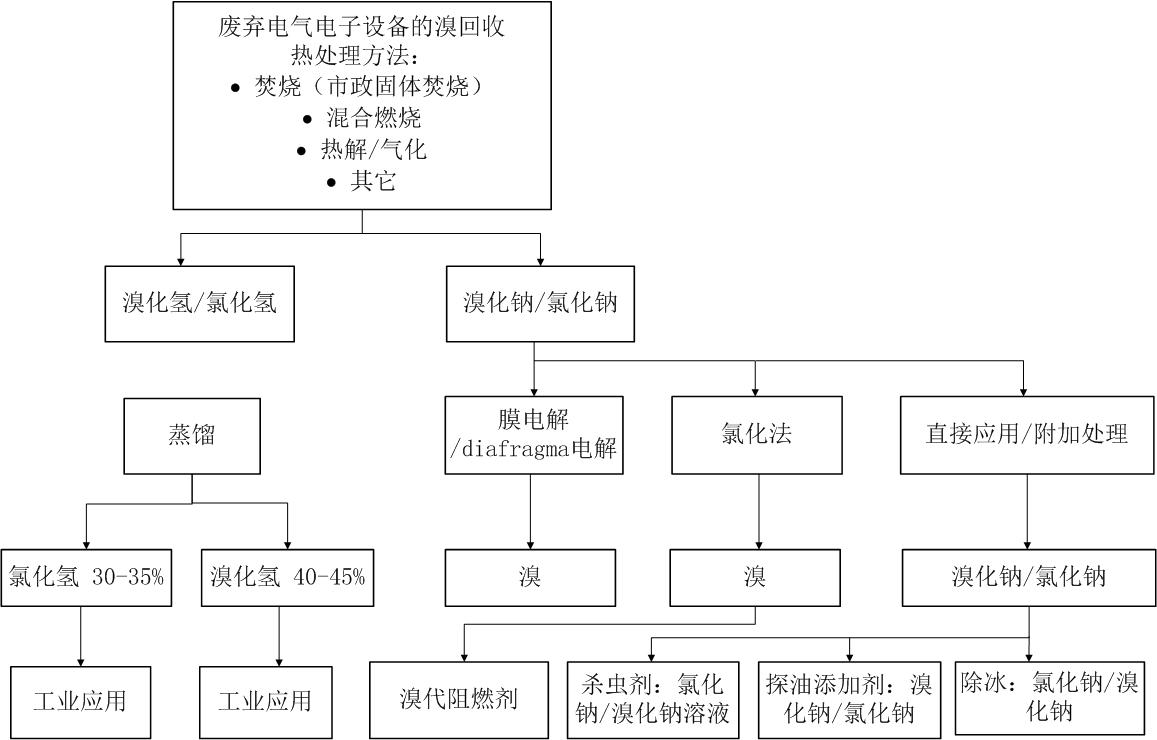 废弃电气电子设备的溴回收
热处理方法：
● 焚烧（市政固体焚烧）
● 混合燃烧
● 热解/气化
● 其它
溴化氢/氯化氢
溴化钠/氯化钠
蒸馏
膜电解
/diafragma电解
氯化法
直接应用/附加处理
氯化氢 30-35%
溴化氢 40-45%
溴
溴
溴化钠/氯化钠
工业应用
工业应用
溴代阻燃剂
杀虫剂：氯化
钠/溴化钠溶液
探油添加剂：溴
化钠/氯化钠
除冰：氯化钠/溴
化钠